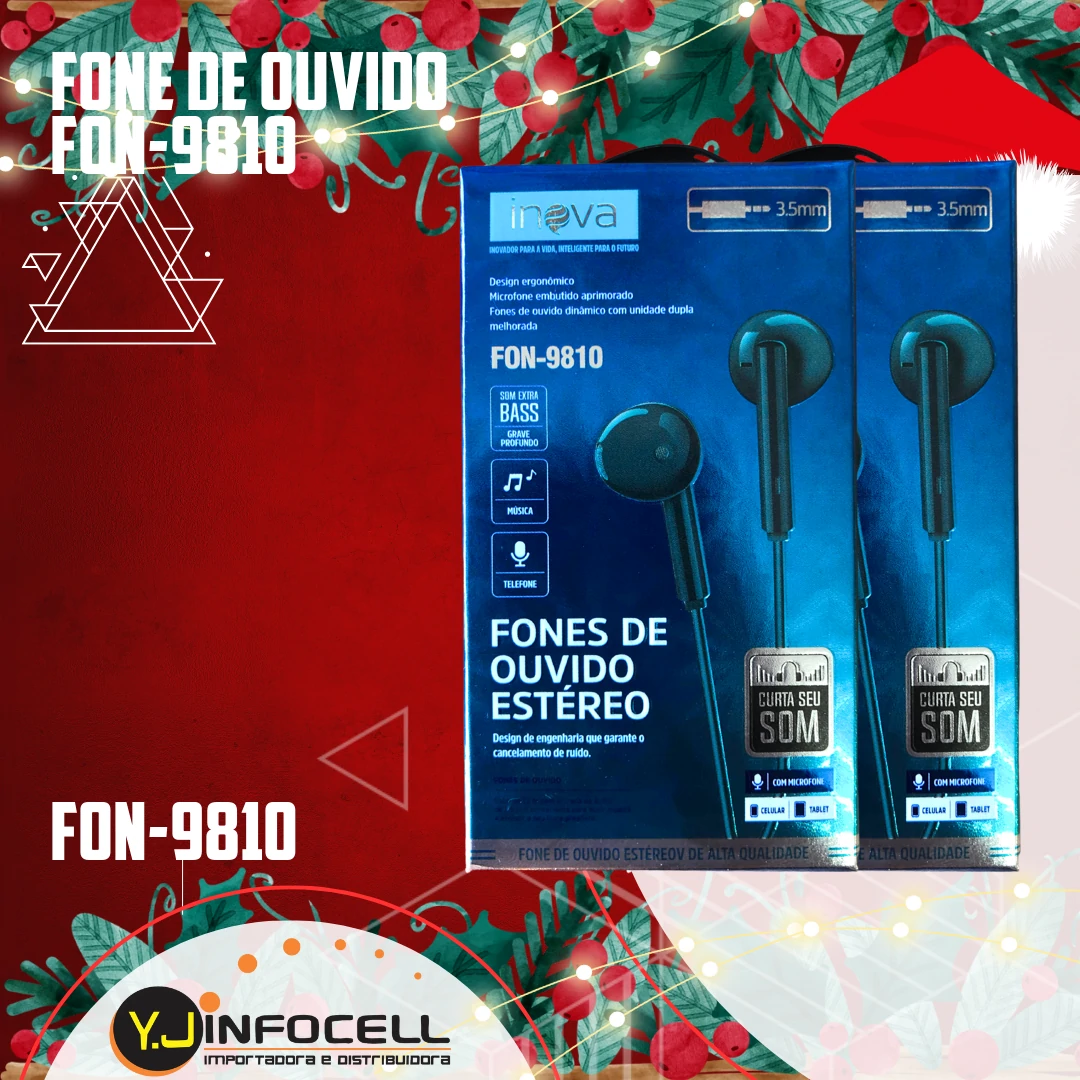 FONE DE OUVIDO
FON-9810
inova
INOVADOR PARA A VIDA, INTELIGENTE PARA O FUTURO
3.5mm
3.5mm
Design ergonômico
Microfone embutido aprimorado
Fones de ouvido dinâmico com unidade dupla
melhorada
FON-9810
SOM EXTRA
BASS
GRAVE
PROFUNDO
MÚSICA
TELEFONE
FONES DE
OUVIDO
ESTÉREO
Design de engenharia que garante o
cancelamento de ruído.
CURTA SEU
SOM
COM MICROFONE
CELULAR
TABLET
CURTA SEU
SOM
COM MICROFONE
CELULAR
TABLET
FONE DE OUVIDO ESTÉREOV DE ALTA QUALIDADE
E ALTA QUALIDADE
FON-9810
Y.J INFOCELL
IMPORTADORA E DISTRIBUIDORA